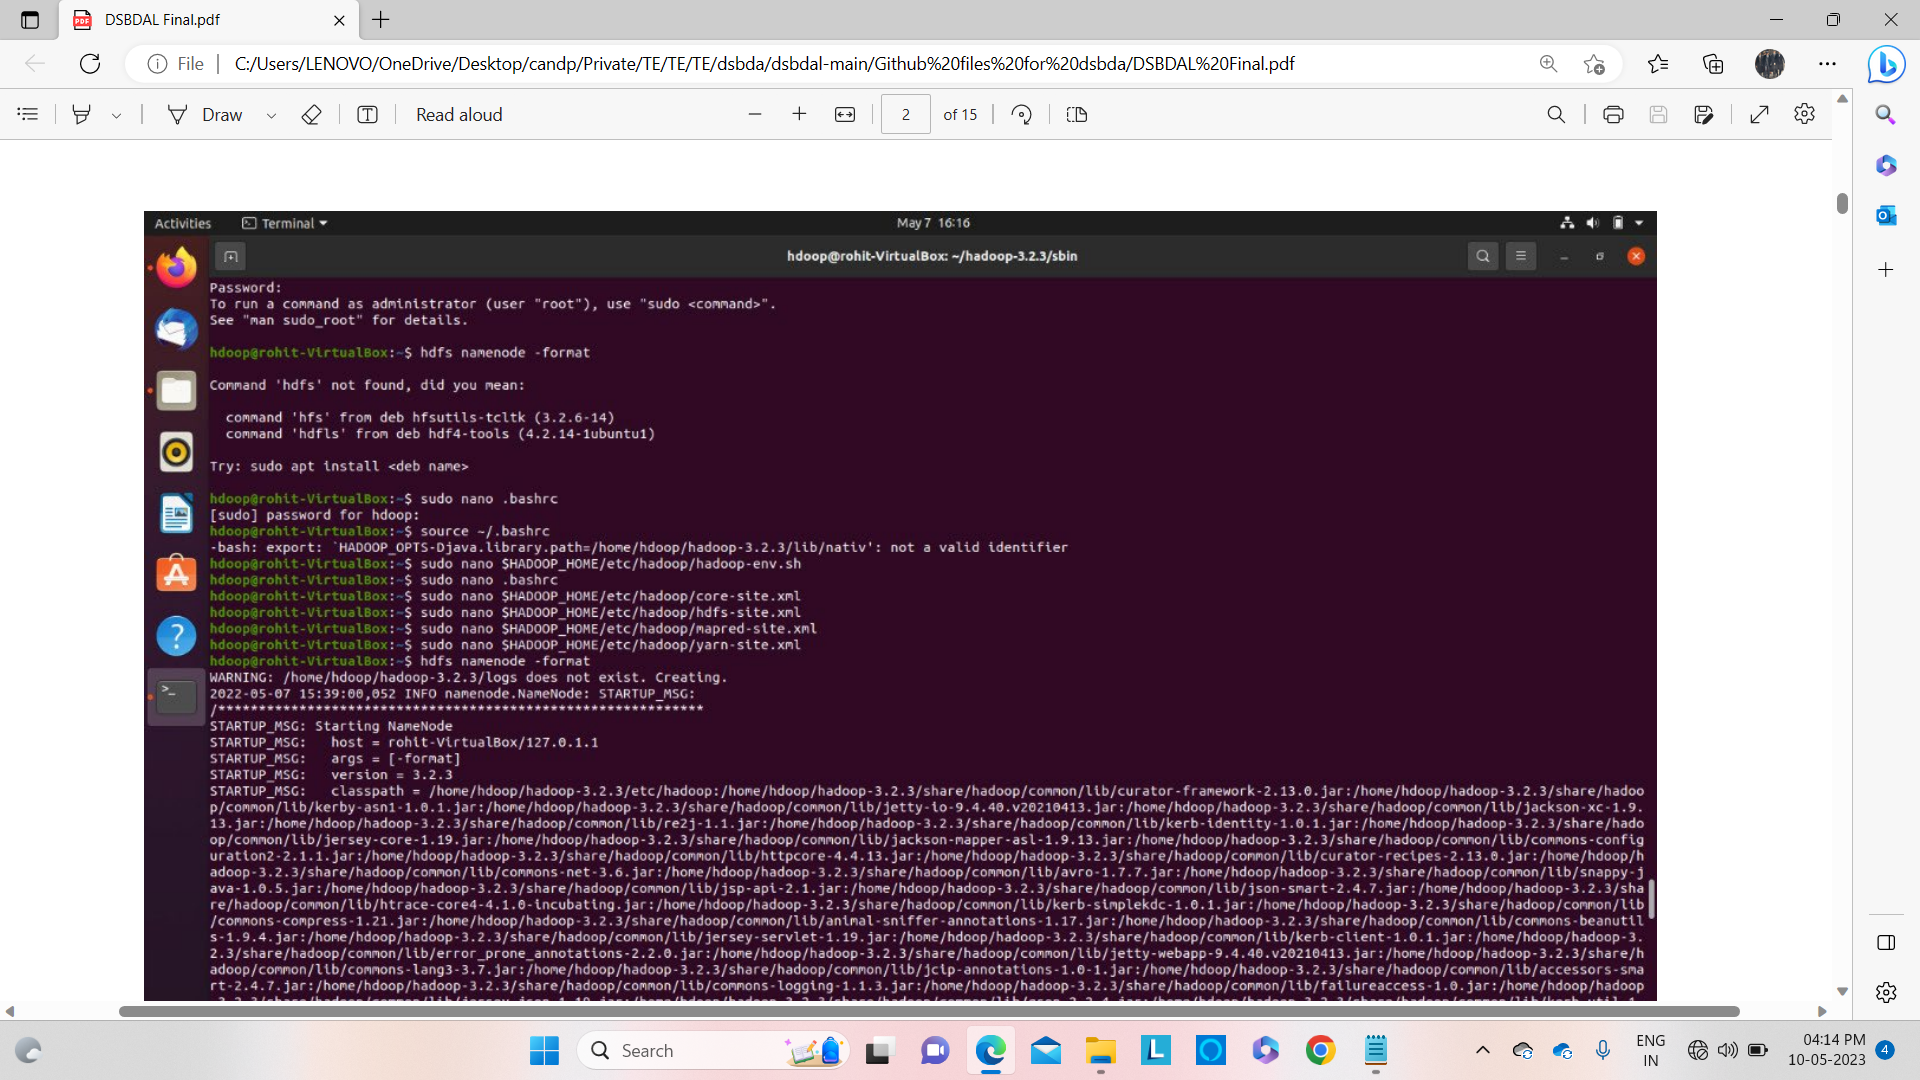 DSBDAL Final.pdf
File
C:/Users/LENOVO/OneDrive/Desktop/candp/Private/TE/TE/TE/dsbda/dsbdal-main/Github%20files%20for%20dsbda/DSBDAL%20Final.pdf
Draw
Read aloud
2 of 15
Activities
Terminal
May 7 16:16
hdoop@rohit-VirtualBox: ~/hadoop-3.2.3/sbin
Password:
To run a command as administrator (user "root"), use "sudo <command>".
See "man sudo_root" for details.
hdoop@rohit-VirtualBox:~$ hdfs namenode -format
Command 'hdfs' not found, did you mean:
command 'hfs' from deb hfsutils-tcltk (3.2.6-14)
command 'hdfls' from deb hdf4-tools (4.2.14-1ubuntu1)
Try: sudo apt install <deb name>
hdoop@rohit-VirtualBox:~$ sudo nano .bashrc
[sudo] password for hdoop:
hdoop@rohit-VirtualBox:~$ source ~/.bashrc
-bash: export: `HADOOP_OPTS-Djava.library.path=/home/hdoop/hadoop-3.2.3/lib/nativ': not a valid identifier
hdoop@rohit-VirtualBox:~$ sudo nano $HADOOP_HOME/etc/hadoop/hadoop-env.sh
hdoop@rohit-VirtualBox:~$ sudo nano .bashrc
hdoop@rohit-VirtualBox:~$ sudo nano $HADOOP_HOME/etc/hadoop/core-site.xml
hdoop@rohit-VirtualBox:~$ sudo nano $HADOOP_HOME/etc/hadoop/hdfs-site.xml
hdoop@rohit-VirtualBox:~$ sudo nano $HADOOP_HOME/etc/hadoop/mapred-site.xml
hdoop@rohit-VirtualBox:~$ sudo nano $HADOOP_HOME/etc/hadoop/yarn-site.xml
hdoop@rohit-VirtualBox:~$ hdfs namenode -format
WARNING: /home/hdoop/hadoop-3.2.3/logs does not exist. Creating.
2022-05-07 15:39:00,052 INFO namenode.NameNode: STARTUP_MSG:
/************************************************************
STARTUP_MSG: Starting NameNode
STARTUP_MSG:   host = rohit-VirtualBox/127.0.1.1
STARTUP_MSG:   args = [-format]
STARTUP_MSG:   version = 3.2.3
STARTUP_MSG:   classpath = /home/hdoop/hadoop-3.2.3/etc/hadoop:/home/hdoop/hadoop-3.2.3/share/hadoop/common/lib/curator-framework-2.13.0.jar:/home/hdoop/hadoop-3.2.3/share/hadoo
p/common/lib/kerby-asn1-1.0.1.jar:/home/hdoop/hadoop-3.2.3/share/hadoop/common/lib/jetty-io-9.4.40.v20210413.jar:/home/hdoop/hadoop-3.2.3/share/hadoop/common/lib/jackson-xc-1.9.
13.jar:/home/hdoop/hadoop-3.2.3/share/hadoop/common/lib/re2j-1.1.jar:/home/hdoop/hadoop-3.2.3/share/hadoop/common/lib/kerb-identity-1.0.1.jar:/home/hdoop/hadoop-3.2.3/share/hado
op/common/lib/jersey-core-1.19.jar:/home/hdoop/hadoop-3.2.3/share/hadoop/common/lib/jackson-mapper-asl-1.9.13.jar:/home/hdoop/hadoop-3.2.3/share/hadoop/common/lib/commons-config
uration2-2.1.1.jar:/home/hdoop/hadoop-3.2.3/share/hadoop/common/lib/httpcore-4.4.13.jar:/home/hdoop/hadoop-3.2.3/share/hadoop/common/lib/curator-recipes-2.13.0.jar:/home/hdoop/h
adoop-3.2.3/share/hadoop/common/lib/commons-net-3.6.jar:/home/hdoop/hadoop-3.2.3/share/hadoop/common/lib/avro-1.7.7.jar:/home/hdoop/hadoop-3.2.3/share/hadoop/common/lib/snappy-j
ava-1.0.5.jar:/home/hdoop/hadoop-3.2.3/share/hadoop/common/lib/jsp-api-2.1.jar:/home/hdoop/hadoop-3.2.3/share/hadoop/common/lib/json-smart-2.4.7.jar:/home/hdoop/hadoop-3.2.3/sha
re/hadoop/common/lib/htrace-core4-4.1.0-incubating.jar:/home/hdoop/hadoop-3.2.3/share/hadoop/common/lib/kerb-simplekdc-1.0.1.jar:/home/hdoop/hadoop-3.2.3/share/hadoop/common/lib
/commons-compress-1.21.jar:/home/hdoop/hadoop-3.2.3/share/hadoop/common/lib/animal-sniffer-annotations-1.17.jar:/home/hdoop/hadoop-3.2.3/share/hadoop/common/lib/commons-beanutil
s-1.9.4.jar:/home/hdoop/hadoop-3.2.3/share/hadoop/common/lib/jersey-servlet-1.19.jar:/home/hdoop/hadoop-3.2.3/share/hadoop/common/lib/kerb-client-1.0.1.jar:/home/hdoop/hadoop-3.
2.3/share/hadoop/common/lib/error_prone_annotations-2.2.0.jar:/home/hdoop/hadoop-3.2.3/share/hadoop/common/lib/jetty-webapp-9.4.40.v20210413.jar:/home/hdoop/hadoop-3.2.3/share/h
adoop/common/lib/commons-lang3-3.7.jar:/home/hdoop/hadoop-3.2.3/share/hadoop/common/lib/jcip-annotations-1.0-1.jar:/home/hdoop/hadoop-3.2.3/share/hadoop/common/lib/accessors-sma
rt-2.4.7.jar:/home/hdoop/hadoop-3.2.3/share/hadoop/common/lib/commons-logging-1.1.3.jar:/home/hdoop/hadoop-3.2.3/share/hadoop/common/lib/failureaccess-1.0.jar:/home/hdoop/hadoop
Search
ENG
IN
04:14 PM
10-05-2023
4